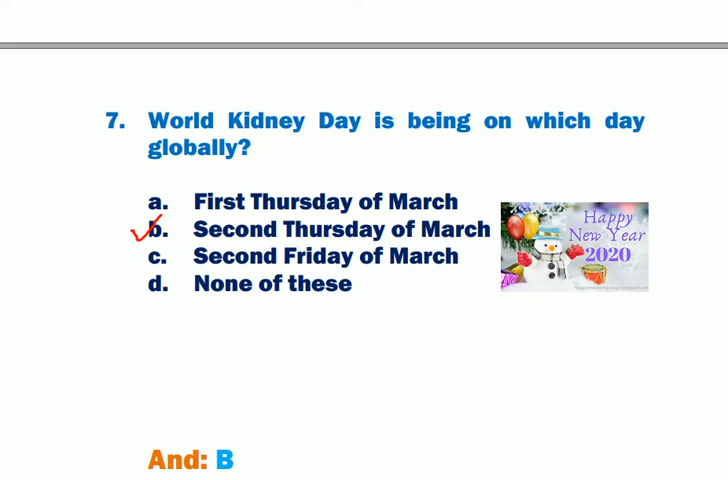 7. World Kidney Day is being on which day
globally?
a. First Thursday of March
b. Second Thursday of March
c. Second Friday of March
d. None of these
Happy
New Year
2020
And: B